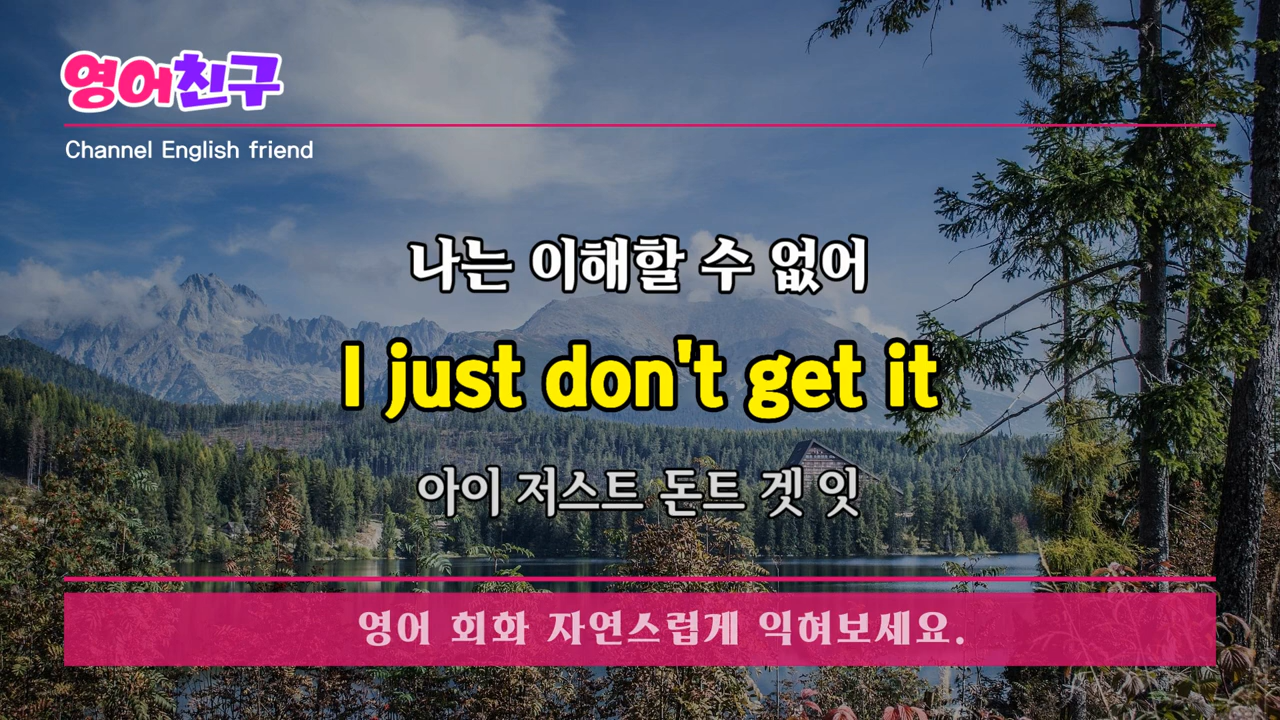 영어친구
Channel English friend
나는 이해할 수 없어
I just don't get it
아이 저스트 돈트 겟 잇
영어 회화 자연스럽게 익혀보세요.